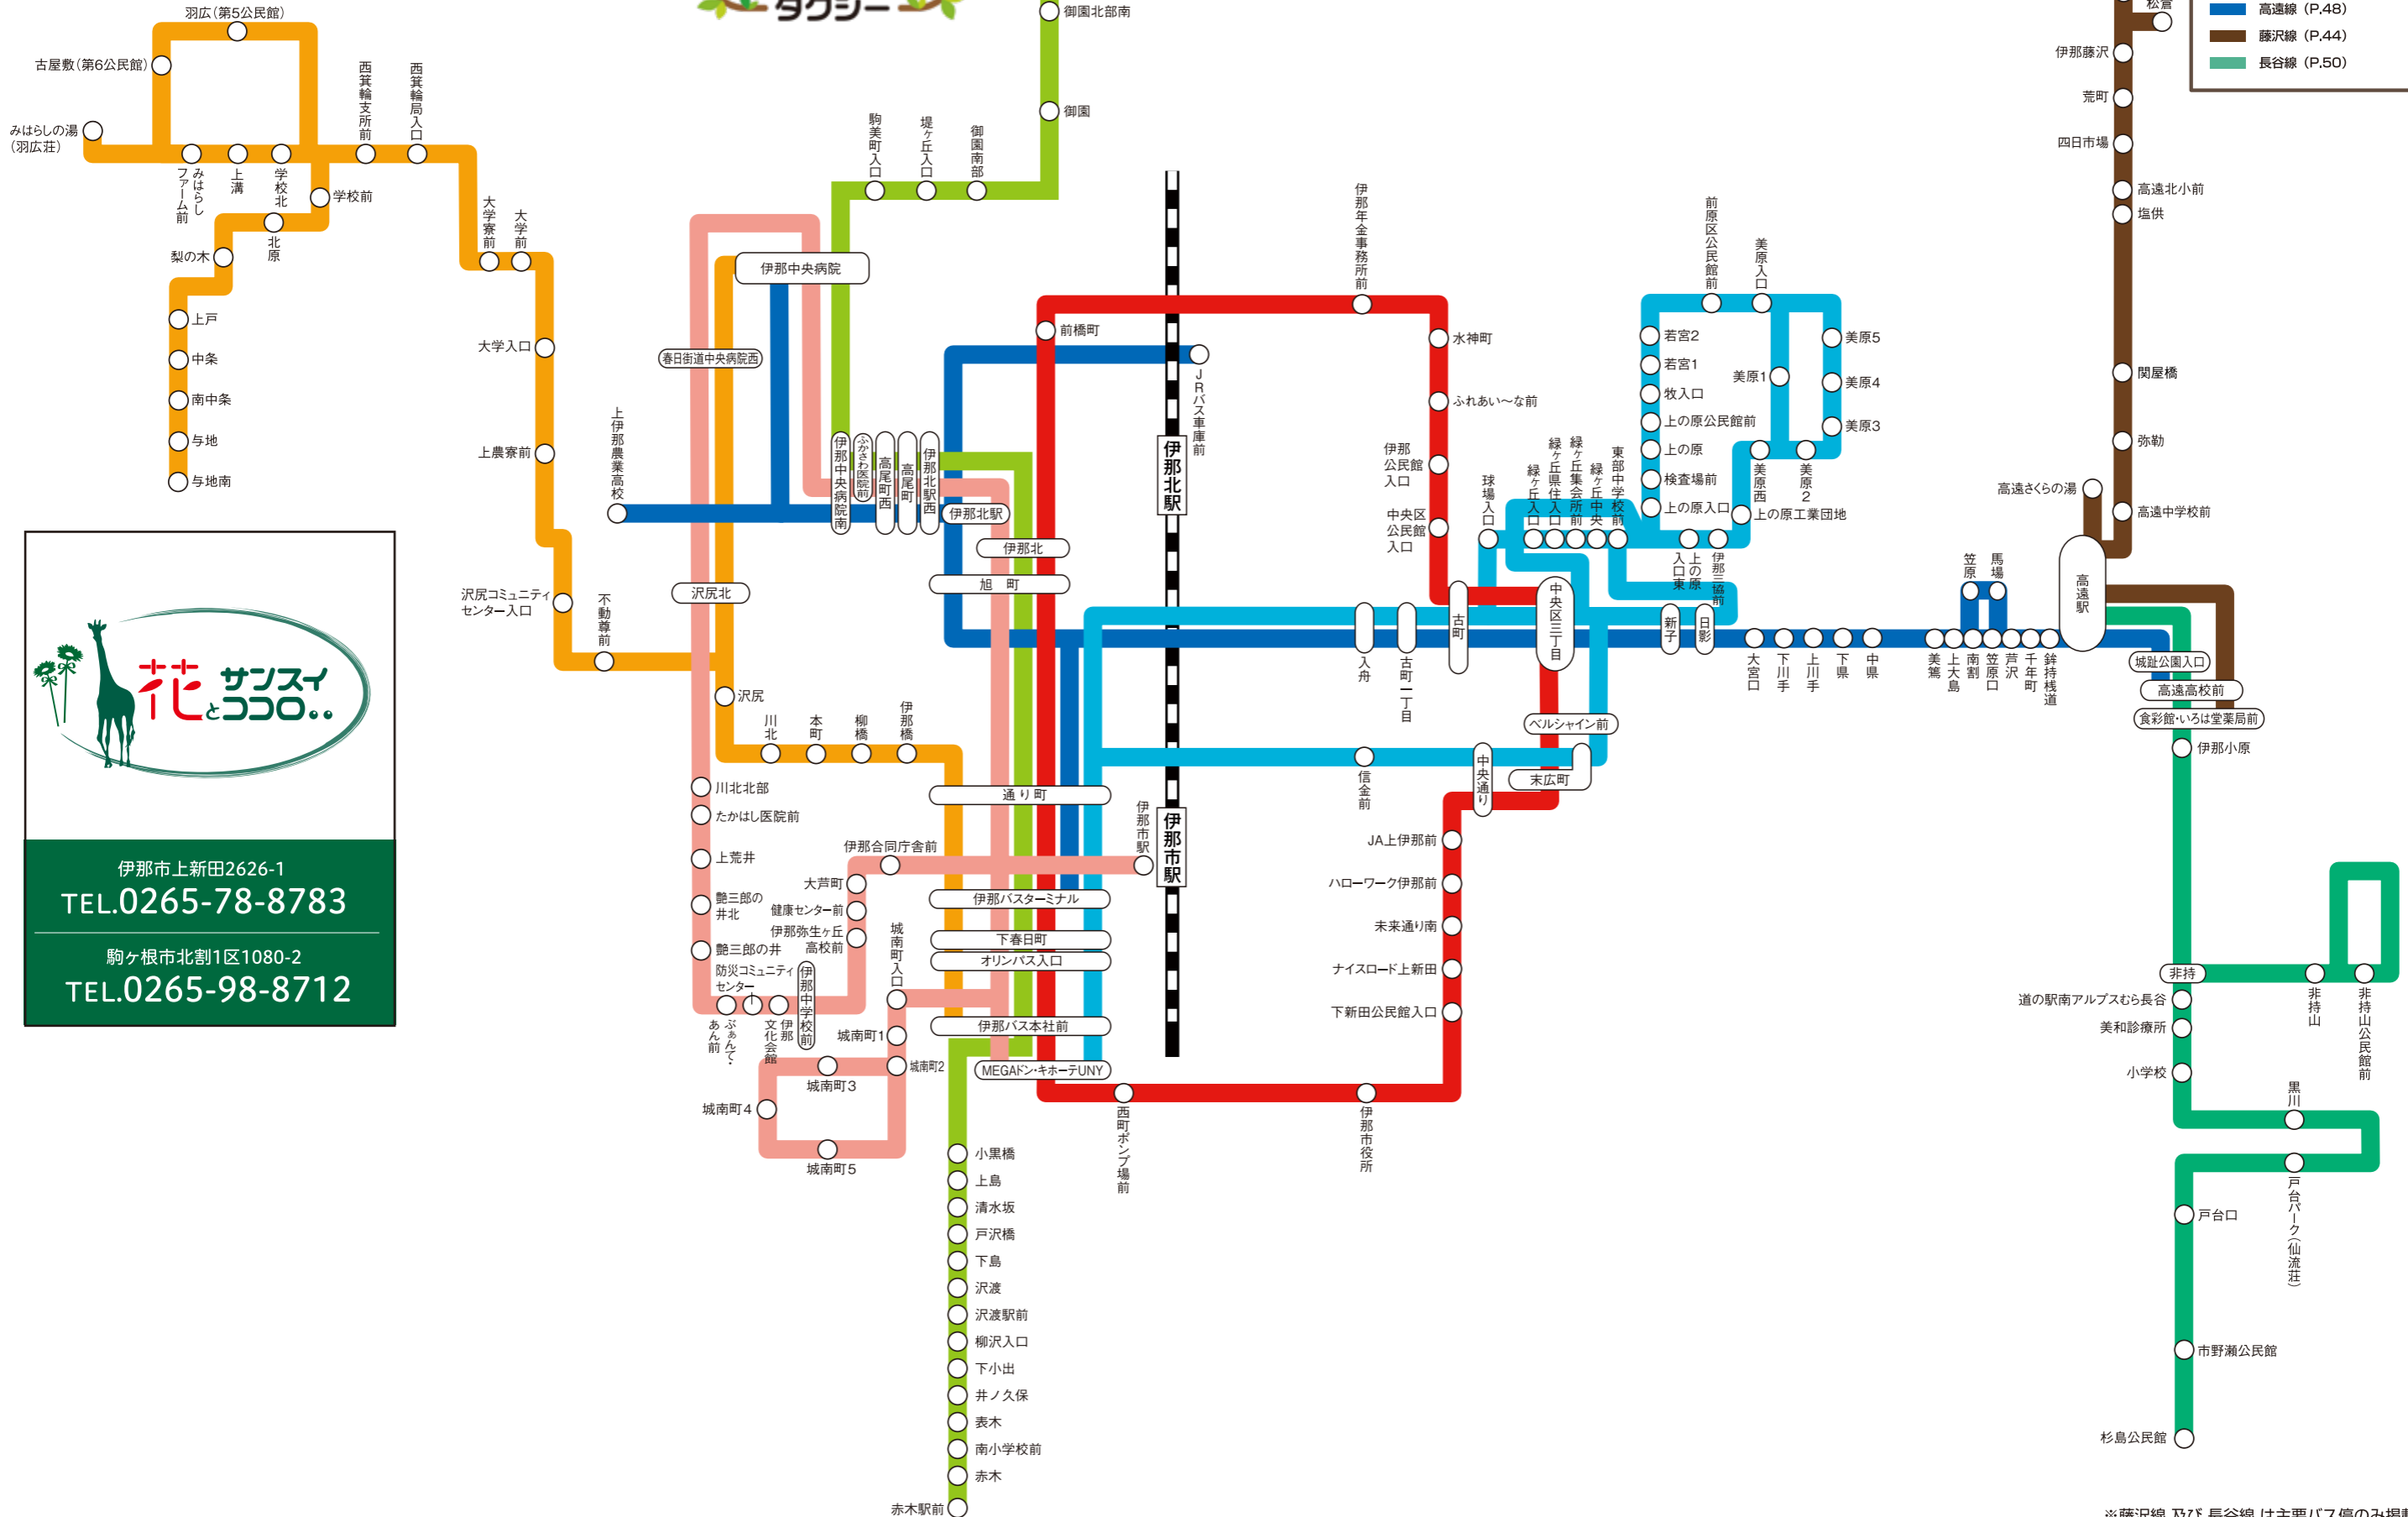 タクシー
高遠線（P.48）
藤沢線（P.44）
長谷線（P.50）
羽広（第5公民館）
古屋敷（第6公民館）
みはらしの湯
（羽広荘）
みはらし
ファーム前
上溝
学校北
西箕輪支所前
西箕輪局入口
学校前
北原
梨の木
上戸
中条
南中条
与地
与地南
大学寮前
大学前
大学入口
上農寮前
沢尻コミュニティ
センター入口
不動尊前
沢尻
川北
本町
柳橋
伊那橋
御園北部南
御園
駒美町入口
堤ヶ丘入口
御園南部
伊那中央病院
春日街道中央病院西
上伊那農業高校
沢尻北
伊那中央病院南
ふかさわ医院前
高尾町西
高尾町
伊那北駅西
伊那北駅
伊那北
旭　町
前橋町
JRバス車庫前
伊那北駅
伊那年金事務所前
水神町
ふれあい〜な前
伊那
公民館
入口
中央区
公民館
入口
球場入口
緑ヶ丘入口
緑ヶ丘県住入口
緑ヶ丘集会所前
緑ヶ丘中央
東部中学校前
前原区公民館前
美原入口
若宮2
若宮1
牧入口
上の原公民館前
上の原
検査場前
上の原入口
美原1
美原5
美原4
美原3
美原西
美原2
上の原工業団地
上の原
入口東
伊那三協前
入舟
古町一丁目
古町
中央区三丁目
新子
日影
大宮口
下川手
上川手
下県
中県
美篶
上大島
南割
笠原口
芦沢
千年町
鉾持桟道
笠原
馬場
高遠駅
松倉
伊那藤沢
荒町
四日市場
高遠北小前
塩供
関屋橋
弥勒
高遠さくらの湯
高遠中学校前
城趾公園入口
高遠高校前
食彩館・いろは堂薬局前
伊那小原
非持
非持山
非持山公民館前
道の駅南アルプスむら長谷
美和診療所
小学校
黒川
戸台パーク（仙流荘）
戸台口
市野瀬公民館
杉島公民館
ベルシャイン前
末広町
中央通り
信金前
JA上伊那前
ハローワーク伊那前
未来通り南
ナイスロード上新田
下新田公民館入口
通り町
伊那市駅
伊那市駅
伊那合同庁舎前
大芦町
健康センター前
伊那弥生ヶ丘
高校前
伊那バスターミナル
下春日町
オリンパス入口
伊那バス本社前
MEGAドン・キホーテUNY
西町ポンプ場前
伊那市役所
川北北部
たかはし医院前
上荒井
艶三郎の
井北
艶三郎の井
防災コミュニティ
センター
ぶぁんて・
あん前
伊那
文化会館
伊那中学校前
城南町入口
城南町1
城南町2
城南町3
城南町4
城南町5
小黒橋
上島
清水坂
戸沢橋
下島
沢渡
沢渡駅前
柳沢入口
下小出
井ノ久保
表木
南小学校前
赤木
赤木駅前
花とサンスイ
ココロ..
伊那市上新田2626-1
TEL.0265-78-8783
駒ヶ根市北割1区1080-2
TEL.0265-98-8712
※藤沢線 及び 長谷線 は主要バス停のみ掲載